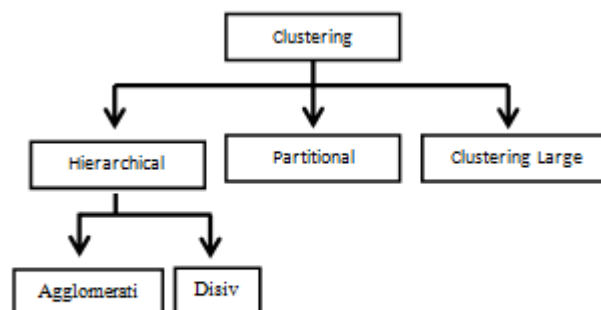 Clustering
Hierarchical
Partitional
Clustering Large
Agglomerati
Disiv